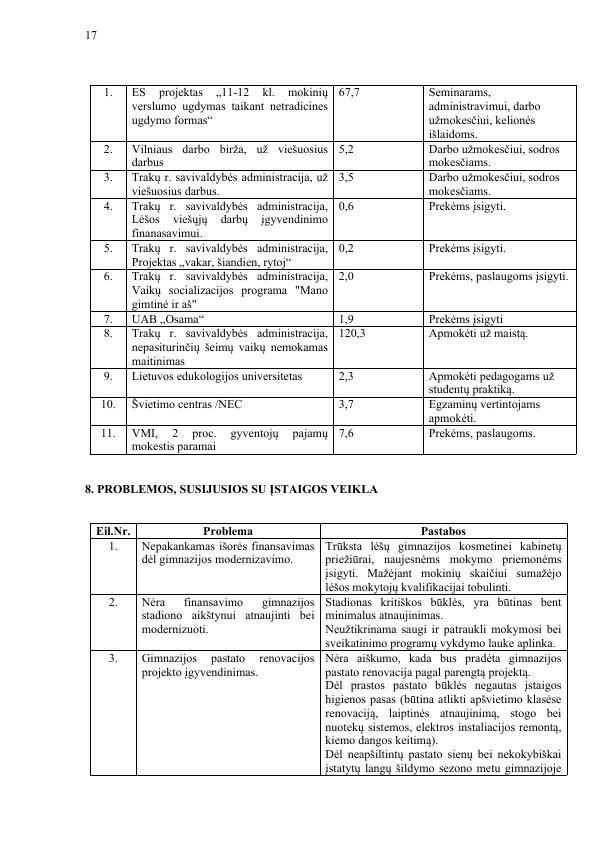 17
1. ES projektas „11-12 kl. mokinių 67,7 Seminarams,
verslumo ugdymas taikant netradicines administravimui, darbo
ugdymo formas“ užmokesčiui, kelionės
išlaidoms.
2. Vilniaus darbo birža, už viešuosius 5,2 Darbo užmokesčiui, sodros
darbus mokesčiams.
3. Trakų r. savivaldybės administracija, už 3,5 Darbo užmokesčiui, sodros
viešuosius darbus. mokesčiams.
4. Trakų r. savivaldybės administracija, 0,6 Prekėms įsigyti.
Lėšos viešųjų darbų įgyvendinimo
finanasavimui.
5. Trakų r. savivaldybės administracija, 0,2 Prekėms įsigyti.
Projektas „vakar, šiandien, rytoj“
6. Trakų r. savivaldybės administracija, 2,0 Prekėms, paslaugoms įsigyti.
Vaikų socializacijos programa "Mano
gimtinė ir aš"
7. UAB „Osama“ 1,9 Prekėms įsigyti
8. Trakų r. savivaldybės administracija, 120,3 Apmokėti už maistą.
nepasiturinčių šeimų vaikų nemokamas
maitinimas
9. Lietuvos edukologijos universitetas 2,3 Apmokėti pedagogams už
studentų praktiką.
10. Švietimo centras /NEC 3,7 Egzaminų vertintojams
apmokėti.
11. VMI, 2 proc. gyventojų pajamų 7,6 Prekėms, paslaugoms.
mokestis paramai
8. PROBLEMOS, SUSIJUSIOS SU ĮSTAIGOS VEIKLA
Eil.Nr. Problema Pastabos
1. Nepakankamas išorės finansavimas Trūksta lėšų gimnazijos kosmetinei kabinetų
dėl gimnazijos modernizavimo. priežiūrai, naujesnėms mokymo priemonėms
įsigyti. Mažėjant mokinių skaičiui sumažėjo
lėšos mokytojų kvalifikacijai tobulinti.
2. Nėra finansavimo gimnazijos Stadionas kritiškos būklės, yra būtinas bent
stadiono aikštynui atnaujinti bei minimalus atnaujinimas.
modernizuoti. Neužtikrinama saugi ir patraukli mokymosi bei
sveikatinimo programų vykdymo lauke aplinka.
3. Gimnazijos pastato renovacijos Nėra aiškumo, kada bus pradėta gimnazijos
projekto įgyvendinimas. pastato renovacija pagal parengtą projektą.
Dėl prastos pastato būklės negautas įstaigos
higienos pasas (būtina atlikti apšvietimo klasėse
renovaciją, laiptinės atnaujinimą, stogo bei
nuotekų sistemos, elektros instaliacijos remontą,
kiemo dangos keitimą).
Dėl neapšiltintų pastato sienų bei nekokybiškai
įstatytų langų šildymo sezono metu gimnazijoje